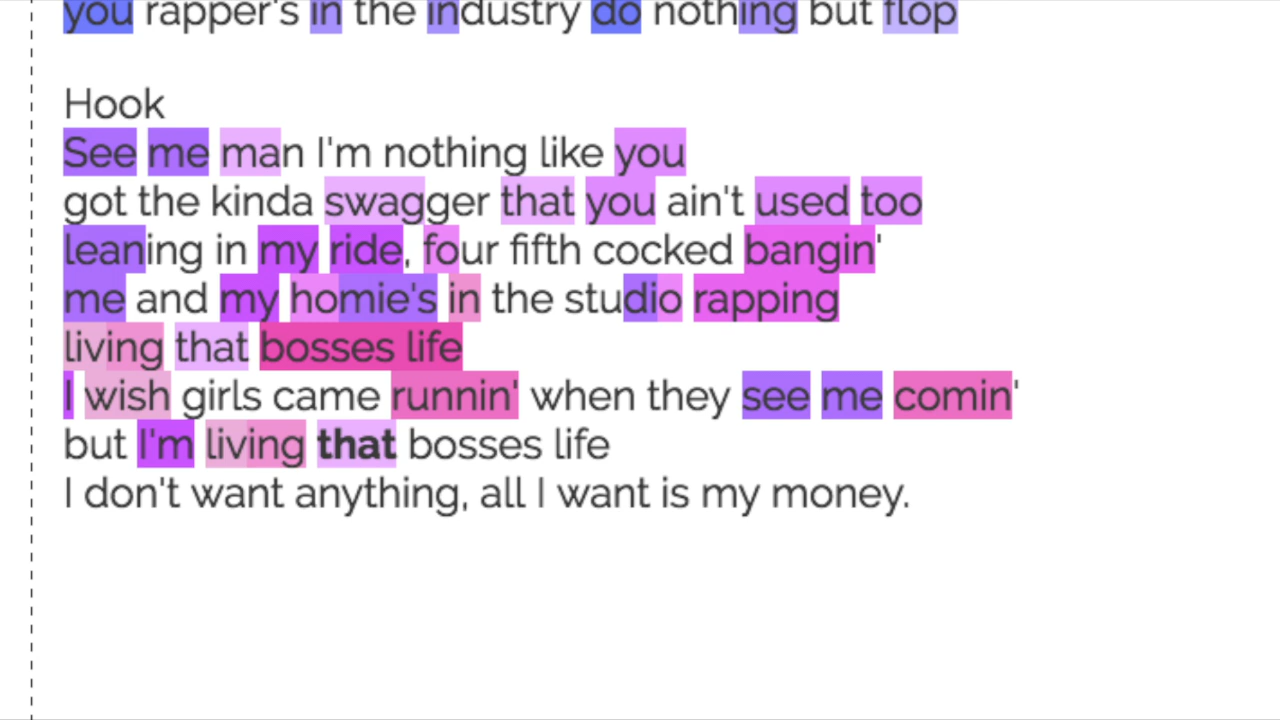 you rapper's in the industry do nothing but flop
Hook
See me man I'm nothing like you
got the kinda swagger that you ain't used too
leaning in my ride, four fifth cocked bangin'
me and my homie's in the studio rapping
living that bosses life
I wish girls came runnin' when they see me comin'
but I'm living that bosses life
I don't want anything, all I want is my money.